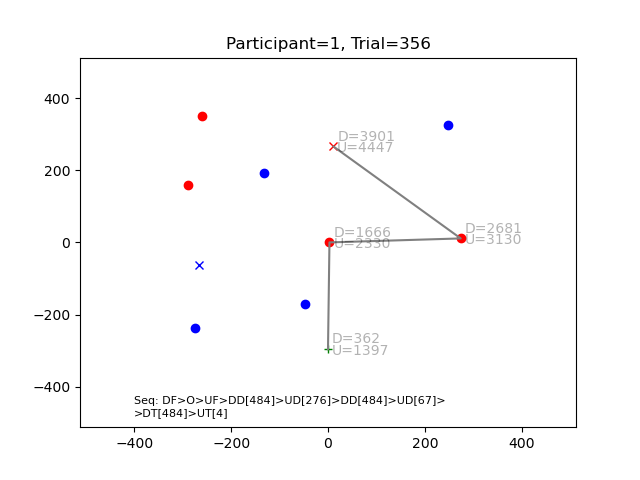 Participant=1, Trial=356
400
200
0
−200
−400
D=3901
U=4447
D=1666
U=2330
D=2681
U=3130
D=362
U=1397
Seq: DF>O>UF>DD[484]>UD[276]>DD[484]>UD[67]>
>DT[484]>UT[4]
−400
−200
0
200
400